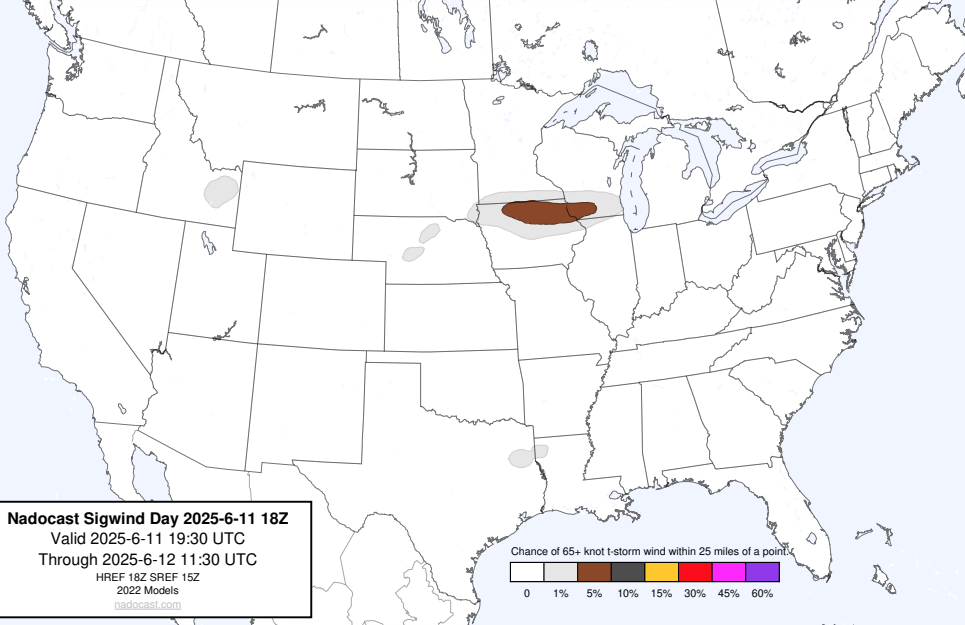 Nadocast Sigwind Day 2025-6-11 18Z
Valid 2025-6-11 19:30 UTC
Through 2025-6-12 11:30 UTC
HREF 18Z SREF 15Z
2022 Models
nadocast.com
Chance of 65+ knot t-storm wind within 25 miles of a point.
0 1% 5% 10% 15% 30% 45% 60%